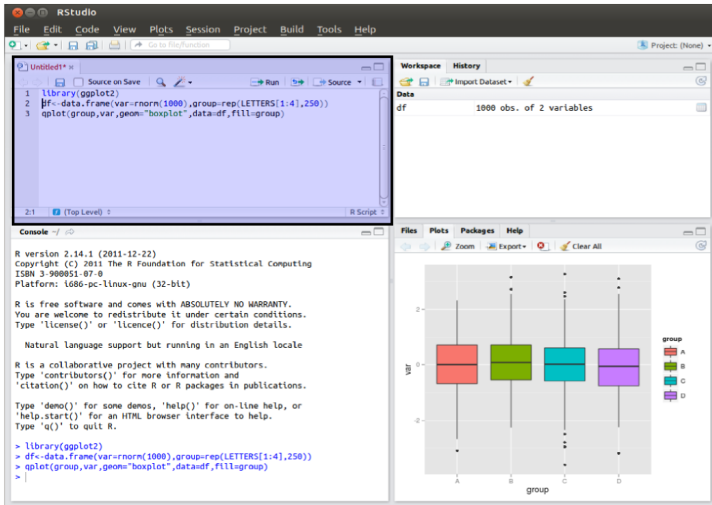 RStudio
File Edit Code View Plots Session Project Build Tools Help
Go to file/function
Project: (None)
Untitled1*
Source on Save
Run
Source
1 library(ggplot2)
2 df<-data.frame(var=rnorm(1000),group=rep(LETTERS[1:4],250))
3 qplot(group,var,geom="boxplot",data=df,fill=group)
2:1 (Top Level)
R Script
Workspace History
Import Dataset
Data
df 1000 obs. of 2 variables
Console ~/
R version 2.14.1 (2011-12-22)
Copyright (C) 2011 The R Foundation for Statistical Computing
ISBN 3-900051-07-0
Platform: i686-pc-linux-gnu (32-bit)
R is free software and comes with ABSOLUTELY NO WARRANTY.
You are welcome to redistribute it under certain conditions.
Type 'license()' or 'licence()' for distribution details.
Natural language support but running in an English locale
R is a collaborative project with many contributors.
Type 'contributors()' for more information and
'citation()' on how to cite R or R packages in publications.
Type 'demo()' for some demos, 'help()' for on-line help, or
'help.start()' for an HTML browser interface to help.
Type 'q()' to quit R.
> library(ggplot2)
> df<-data.frame(var=rnorm(1000),group=rep(LETTERS[1:4],250))
> qplot(group,var,geom="boxplot",data=df,fill=group)
>
Files Plots Packages Help
Zoom Export Clear All
2
0
-2
var
A B C D
group
group
A
B
C
D